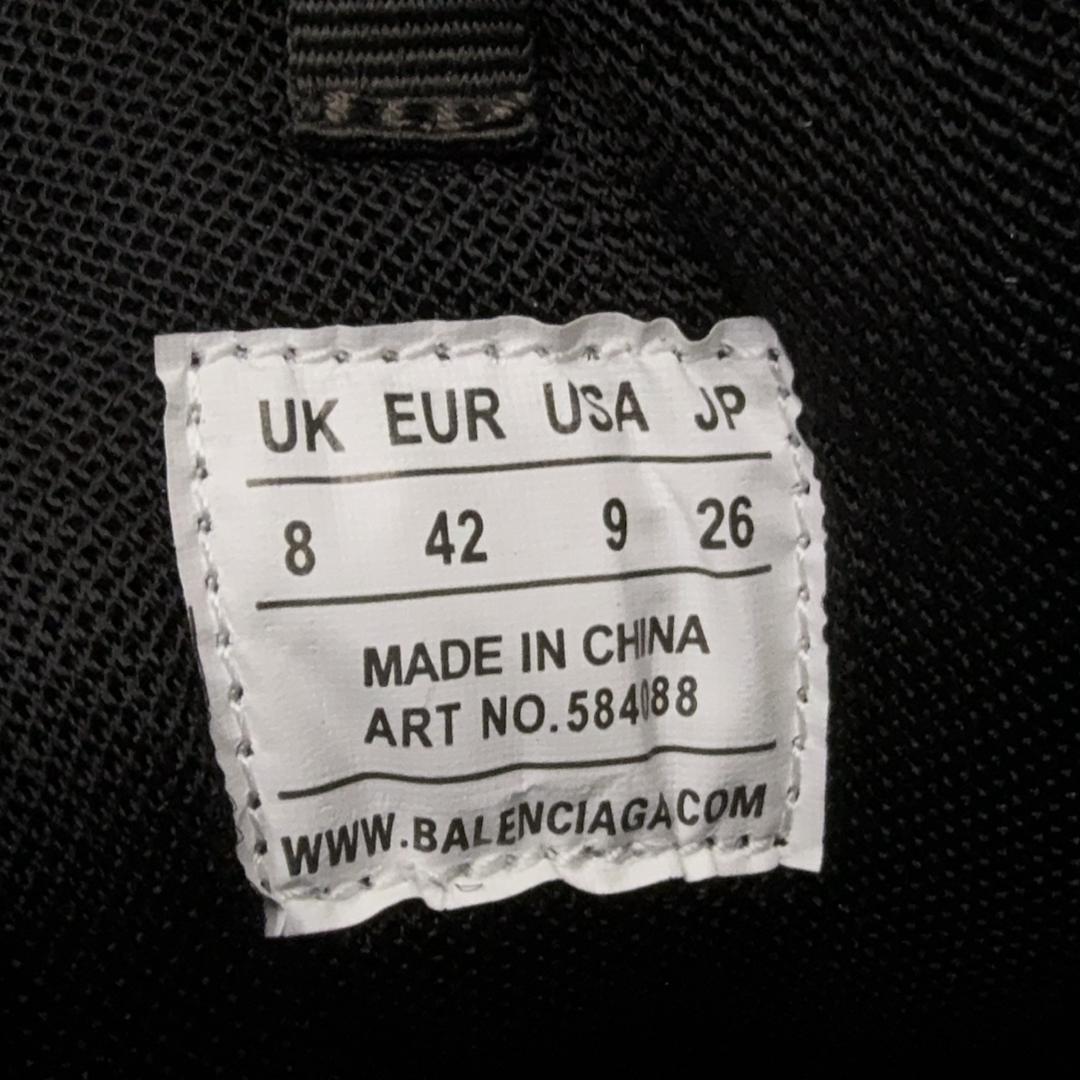 UK EUR USA JP
8 42 9 26
MADE IN CHINA
ART NO.584088
WWW.BALENCIAGACOM